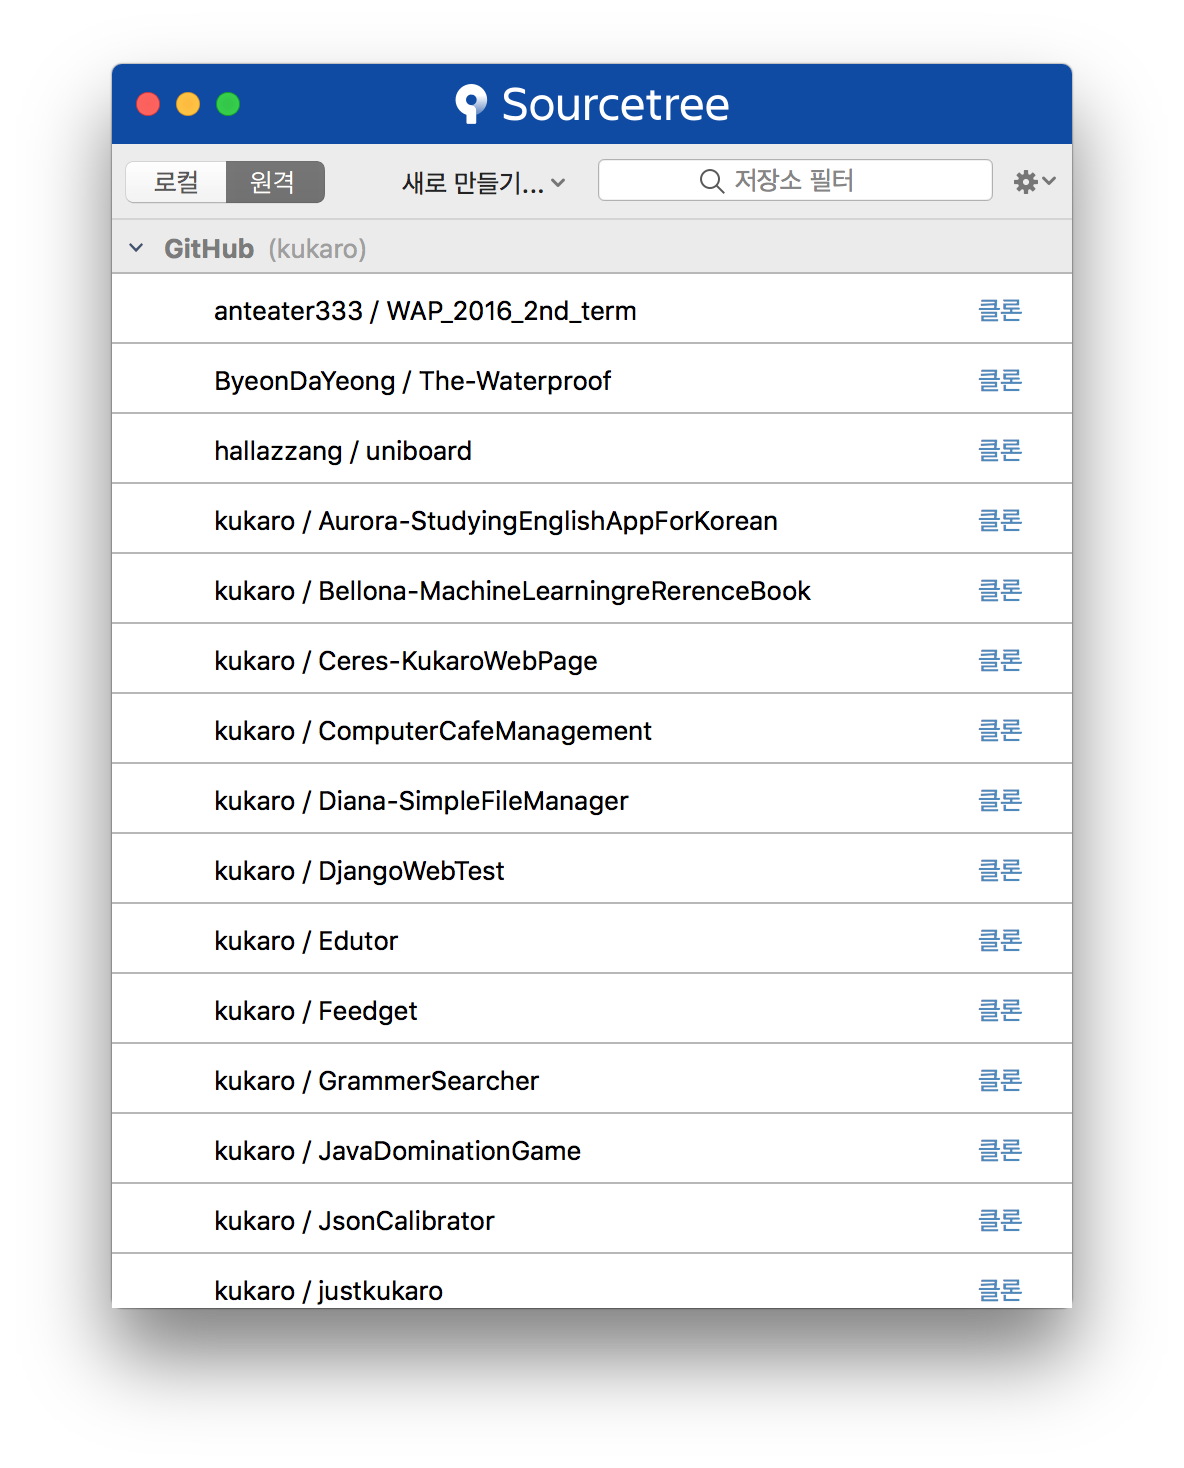 Sourcetree
로컬 원격 새로 만들기... 저장소 필터
GitHub (kukaro)
anteater333 / WAP_2016_2nd_term 클론
ByeonDaYeong / The-Waterproof 클론
hallazzang / uniboard 클론
kukaro / Aurora-StudyingEnglishAppForKorean 클론
kukaro / Bellona-MachineLearningreRerenceBook 클론
kukaro / Ceres-KukaroWebPage 클론
kukaro / ComputerCafeManagement 클론
kukaro / Diana-SimpleFileManager 클론
kukaro / DjangoWebTest 클론
kukaro / Edutor 클론
kukaro / Feedget 클론
kukaro / GrammerSearcher 클론
kukaro / JavaDominationGame 클론
kukaro / JsonCalibrator 클론
kukaro / justkukaro 클론